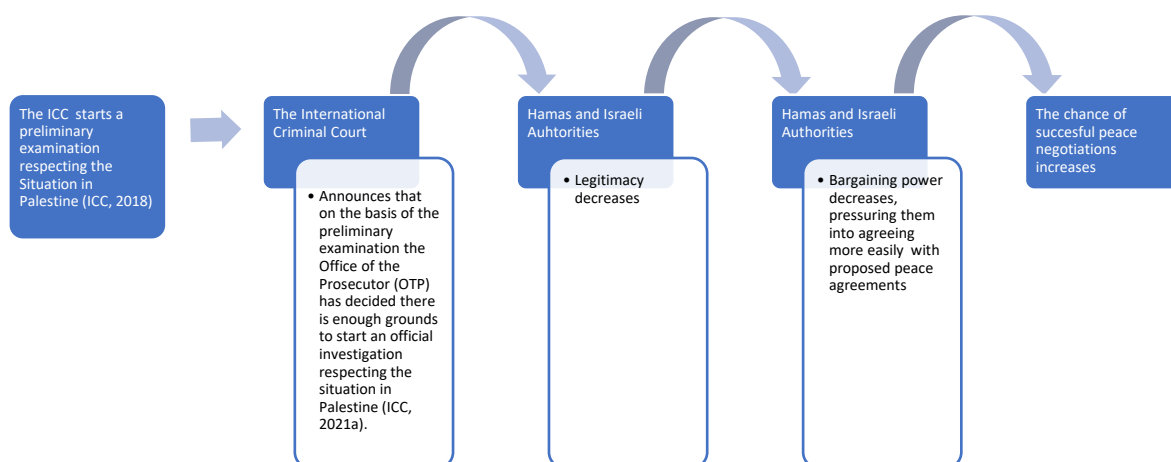 The ICC starts a
preliminary
examination
respecting the
Situation in
Palestine (ICC, 2018)
The International
Criminal Court
• Announces that
on the basis of the
preliminary
examination the
Office of the
Prosecutor (OTP)
has decided there
is enough grounds
to start an official
investigation
respecting the
situation in
Palestine (ICC,
2021a).
Hamas and Israeli
Auhtorities
• Legitimacy
decreases
Hamas and Israeli
Authorities
• Bargaining power
decreases,
pressuring them
into agreeing
more easily with
proposed peace
agreements
The chance of
succesful peace
negotiations
increases